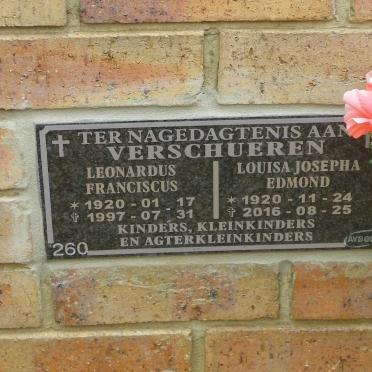 TER NAGEDAGTENIS AAN
VERSCHUEREN
LEONARDUS
FRANCISCUS
* 1920 - 01 - 17
✞ 1997 - 07 - 31
LOUISA JOSEPHA
EDMOND
* 1920 - 11 - 24
✞ 2016 - 08 - 25
KINDERS, KLEINKINDERS
EN AGTERKLEINKINDERS
260